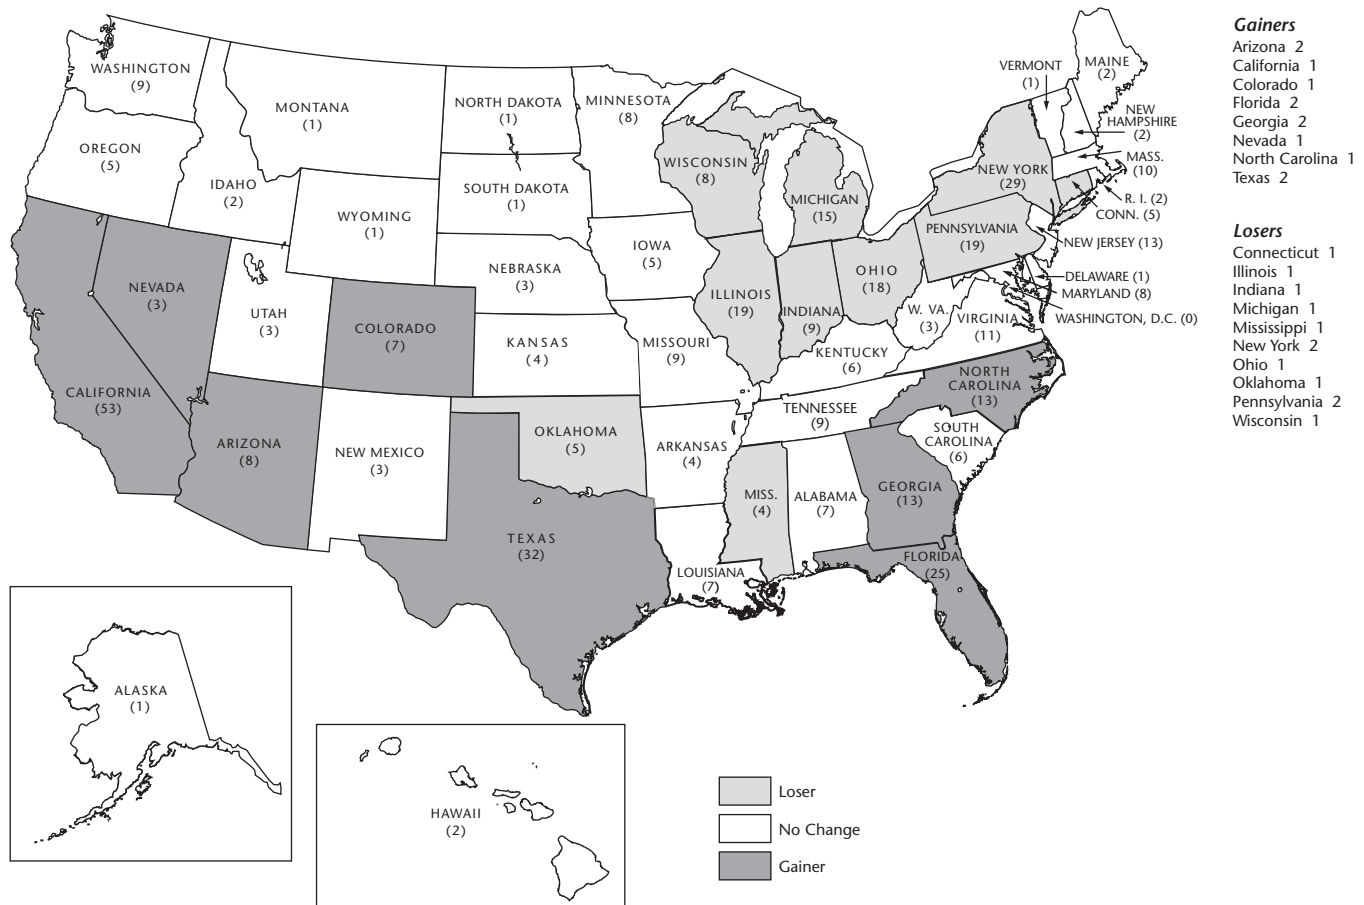 WASHINGTON
(9)
OREGON
(5)
CALIFORNIA
(53)
NEVADA
(3)
IDAHO
(2)
MONTANA
(1)
WYOMING
(1)
UTAH
(3)
COLORADO
(7)
ARIZONA
(8)
NEW MEXICO
(3)
NORTH DAKOTA
(1)
SOUTH DAKOTA
(1)
NEBRASKA
(3)
KANSAS
(4)
OKLAHOMA
(5)
TEXAS
(32)
MINNESOTA
(8)
IOWA
(5)
MISSOURI
(9)
ARKANSAS
(4)
LOUISIANA
(7)
WISCONSIN
(8)
ILLINOIS
(19)
MICHIGAN
(15)
INDIANA
(9)
OHIO
(18)
KENTUCKY
(6)
TENNESSEE
(9)
MISS.
(4)
ALABAMA
(7)
GEORGIA
(13)
FLORIDA
(25)
SOUTH
CAROLINA
(6)
NORTH
CAROLINA
(13)
VIRGINIA
(11)
W. VA.
(3)
PENNSYLVANIA
(19)
NEW YORK
(29)
VERMONT
(1)
MAINE
(2)
NEW
HAMPSHIRE
(2)
MASS.
(10)
R. I. (2)
CONN. (5)
NEW JERSEY (13)
DELAWARE (1)
MARYLAND (8)
WASHINGTON, D.C. (0)
ALASKA
(1)
HAWAII
(2)
Loser
No Change
Gainer
Gainers
Arizona 2
California 1
Colorado 1
Florida 2
Georgia 2
Nevada 1
North Carolina 1
Texas 2
Losers
Connecticut 1
Illinois 1
Indiana 1
Michigan 1
Mississippi 1
New York 2
Ohio 1
Oklahoma 1
Pennsylvania 2
Wisconsin 1